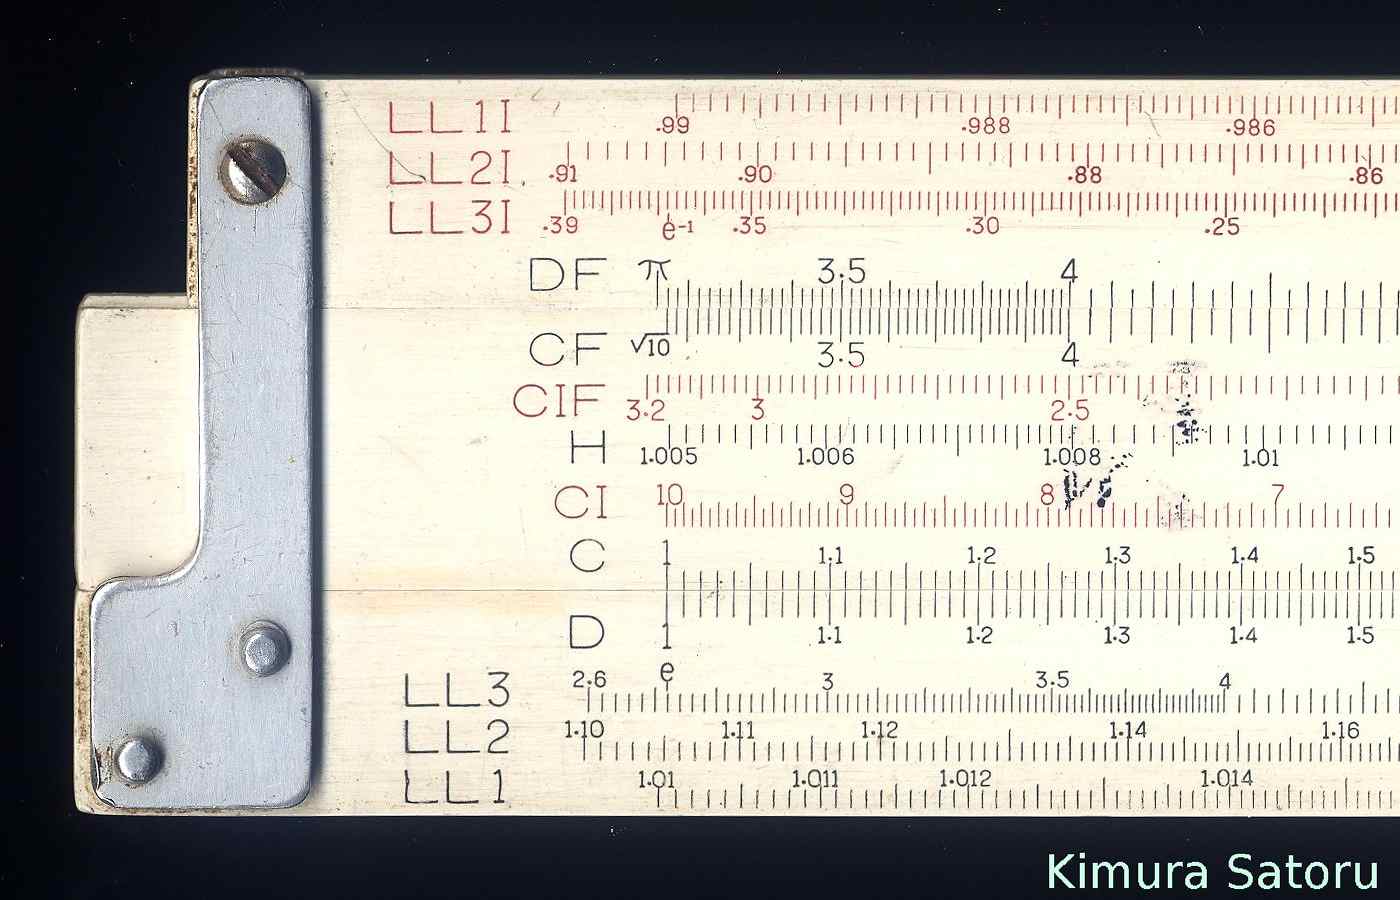 LL1I .99 .988 .986
LL2I .91 .90 .88 .86
LL3I .39 e-1 .35 .30 .25
DF π 3.5 4
CF √10 3.5 4
CIF 3.2 3 2.5
H 1.005 1.006 1.008 1.01
CI 10 9 8 7
C 1 1.1 1.2 1.3 1.4 1.5
D 1 1.1 1.2 1.3 1.4 1.5
LL3 2.6 e 3 3.5 4
LL2 1.10 1.11 1.12 1.14 1.16
LL1 1.01 1.011 1.012 1.014
Kimura Satoru